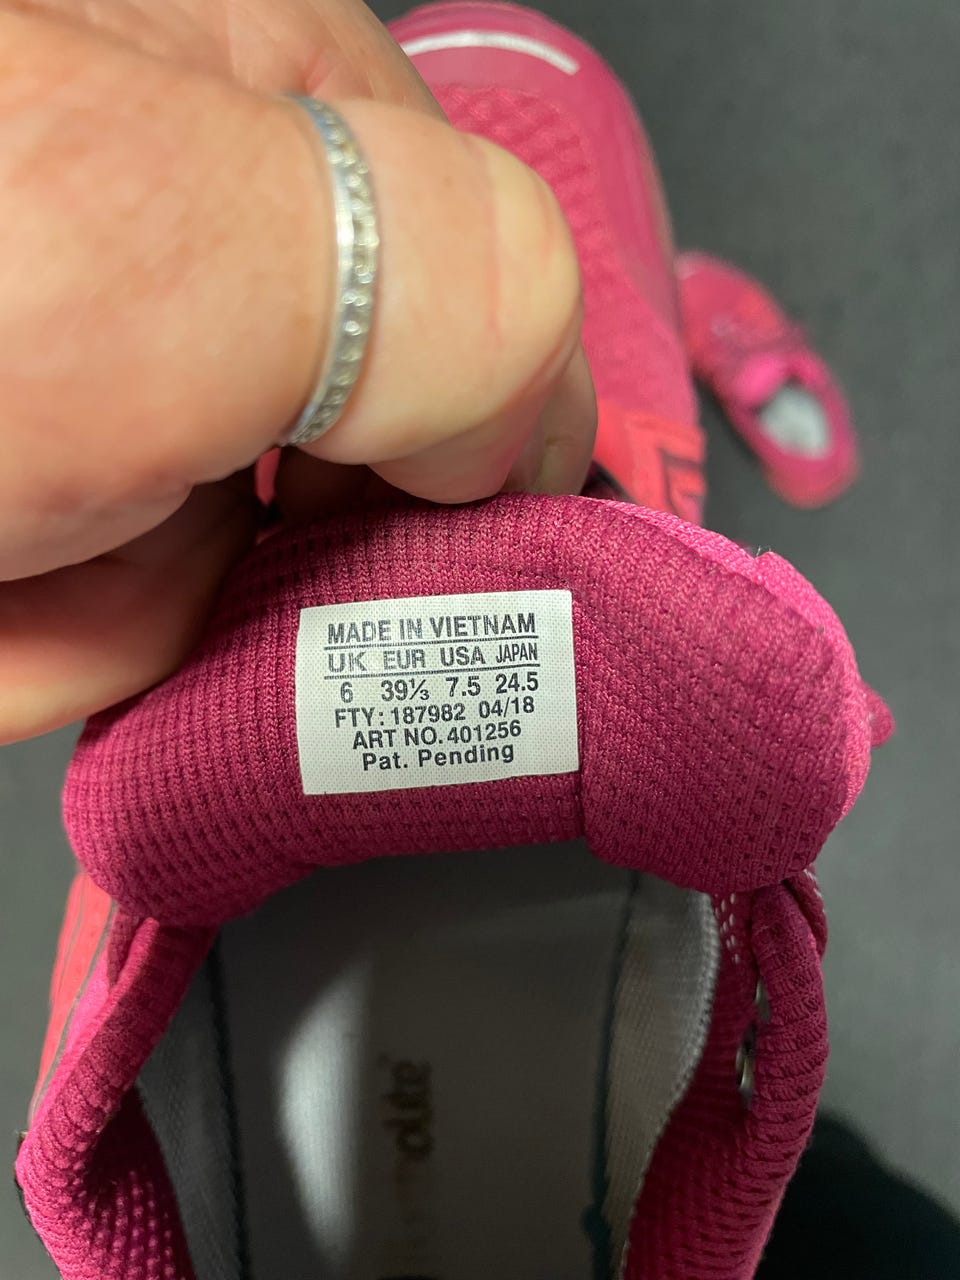 MADE IN VIETNAM
UK EUR USA JAPAN
6 39⅓ 7.5 24.5
FTY: 187982 04/18
ART NO. 401256
Pat. Pending